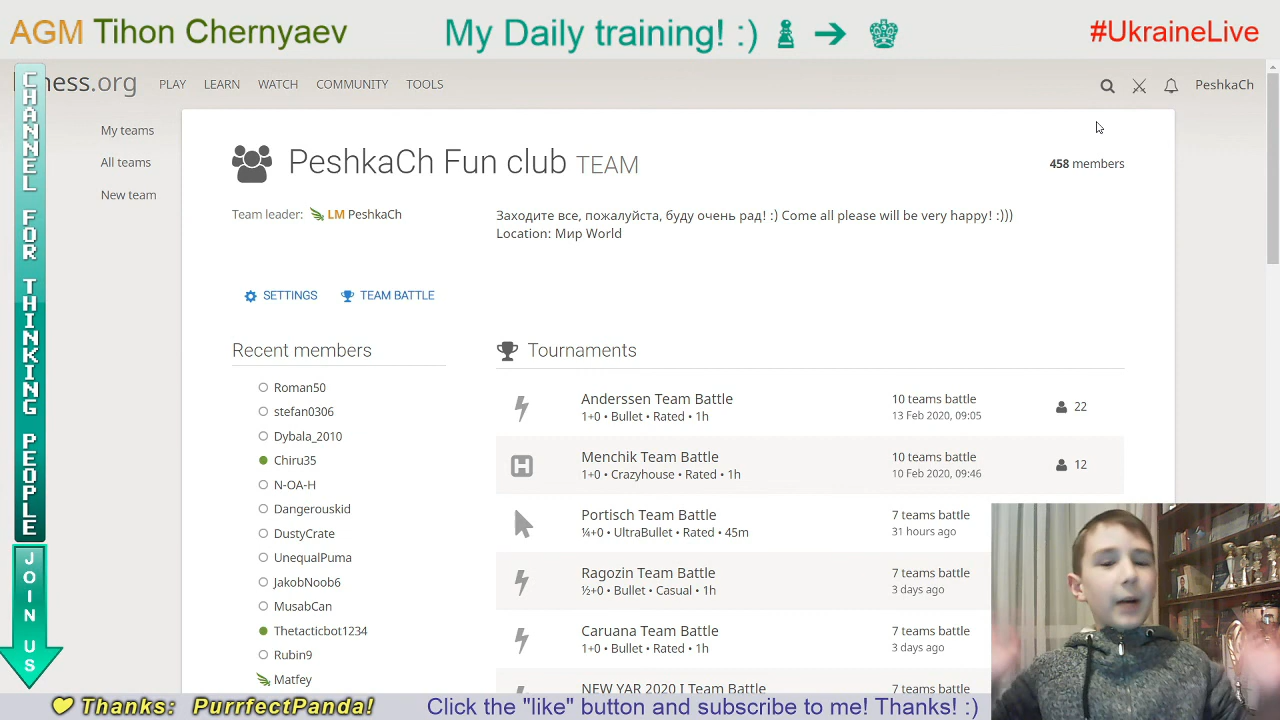 AGM Tihon Chernyaev
My Daily training! :)
#UkraineLive
CHANNEL FOR THINKING PEOPLE
JOIN US
hess.org
PLAY LEARN WATCH COMMUNITY TOOLS
PeshkaCh
My teams
All teams
New team
PeshkaCh Fun club TEAM
458 members
Team leader: LM PeshkaCh
Заходите все, пожалуйста, буду очень рад! :) Come all please will be very happy! :)))
Location: Мир World
SETTINGS
TEAM BATTLE
Recent members
Roman50
stefan0306
Dybala_2010
Chiru35
N-OA-H
Dangerouskid
DustyCrate
UnequalPuma
JakobNoob6
MusabCan
Thetacticbot1234
Rubin9
Matfey
Tournaments
Anderssen Team Battle
1+0 • Bullet • Rated • 1h
10 teams battle
13 Feb 2020, 09:05
22
Menchik Team Battle
1+0 • Crazyhouse • Rated • 1h
10 teams battle
10 Feb 2020, 09:46
12
Portisch Team Battle
¼+0 • UltraBullet • Rated • 45m
7 teams battle
31 hours ago
Ragozin Team Battle
½+0 • Bullet • Casual • 1h
7 teams battle
3 days ago
Caruana Team Battle
1+0 • Bullet • Rated • 1h
7 teams battle
3 days ago
NEW YAR 2020 I Team Battle
7 teams battle
Thanks: PurrfectPanda!
Click the "like" button and subscribe to me! Thanks! :)